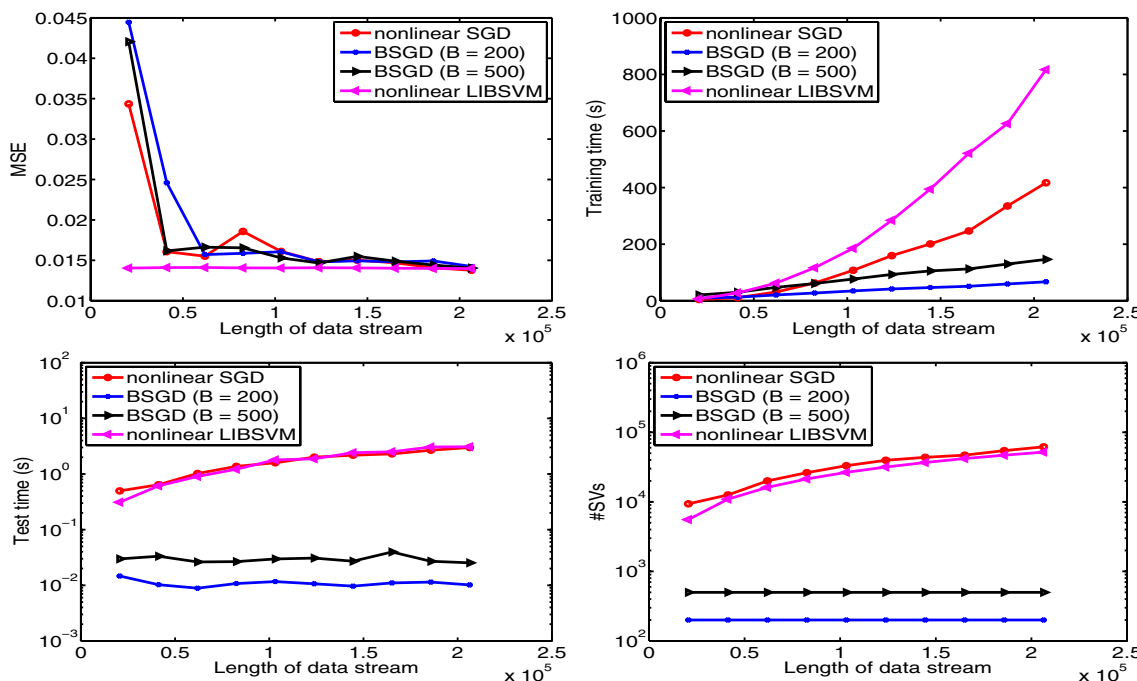 0.045
0.04
0.035
0.03
0.025
0.02
0.015
0.01
MSE
nonlinear SGD
BSGD (B = 200)
BSGD (B = 500)
nonlinear LIBSVM
0 0.5 1 1.5 2 2.5
Length of data stream
x 10^5
1000
800
600
400
200
0
Training time (s)
nonlinear SGD
BSGD (B = 200)
BSGD (B = 500)
nonlinear LIBSVM
0 0.5 1 1.5 2 2.5
Length of data stream
x 10^5
10^2
10^1
10^0
10^−1
10^−2
10^−3
Test time (s)
nonlinear SGD
BSGD (B = 200)
BSGD (B = 500)
nonlinear LIBSVM
0 0.5 1 1.5 2 2.5
Length of data stream
x 10^5
10^6
10^5
10^4
10^3
10^2
#SVs
nonlinear SGD
BSGD (B = 200)
BSGD (B = 500)
nonlinear LIBSVM
0 0.5 1 1.5 2 2.5
Length of data stream
x 10^5